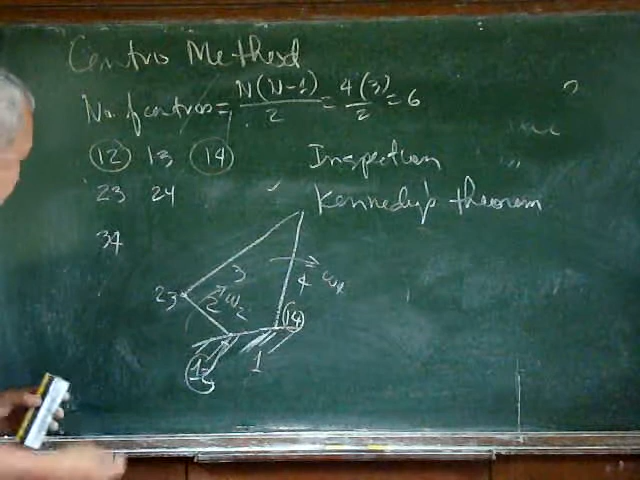 Centro Method
No. of centros = N(N-1)/2 = 4(3)/2 = 6
12 13 14 Inspection
23 24 Kennedy's theorem
34
3
23 2 ω2 4 ω4
14
1